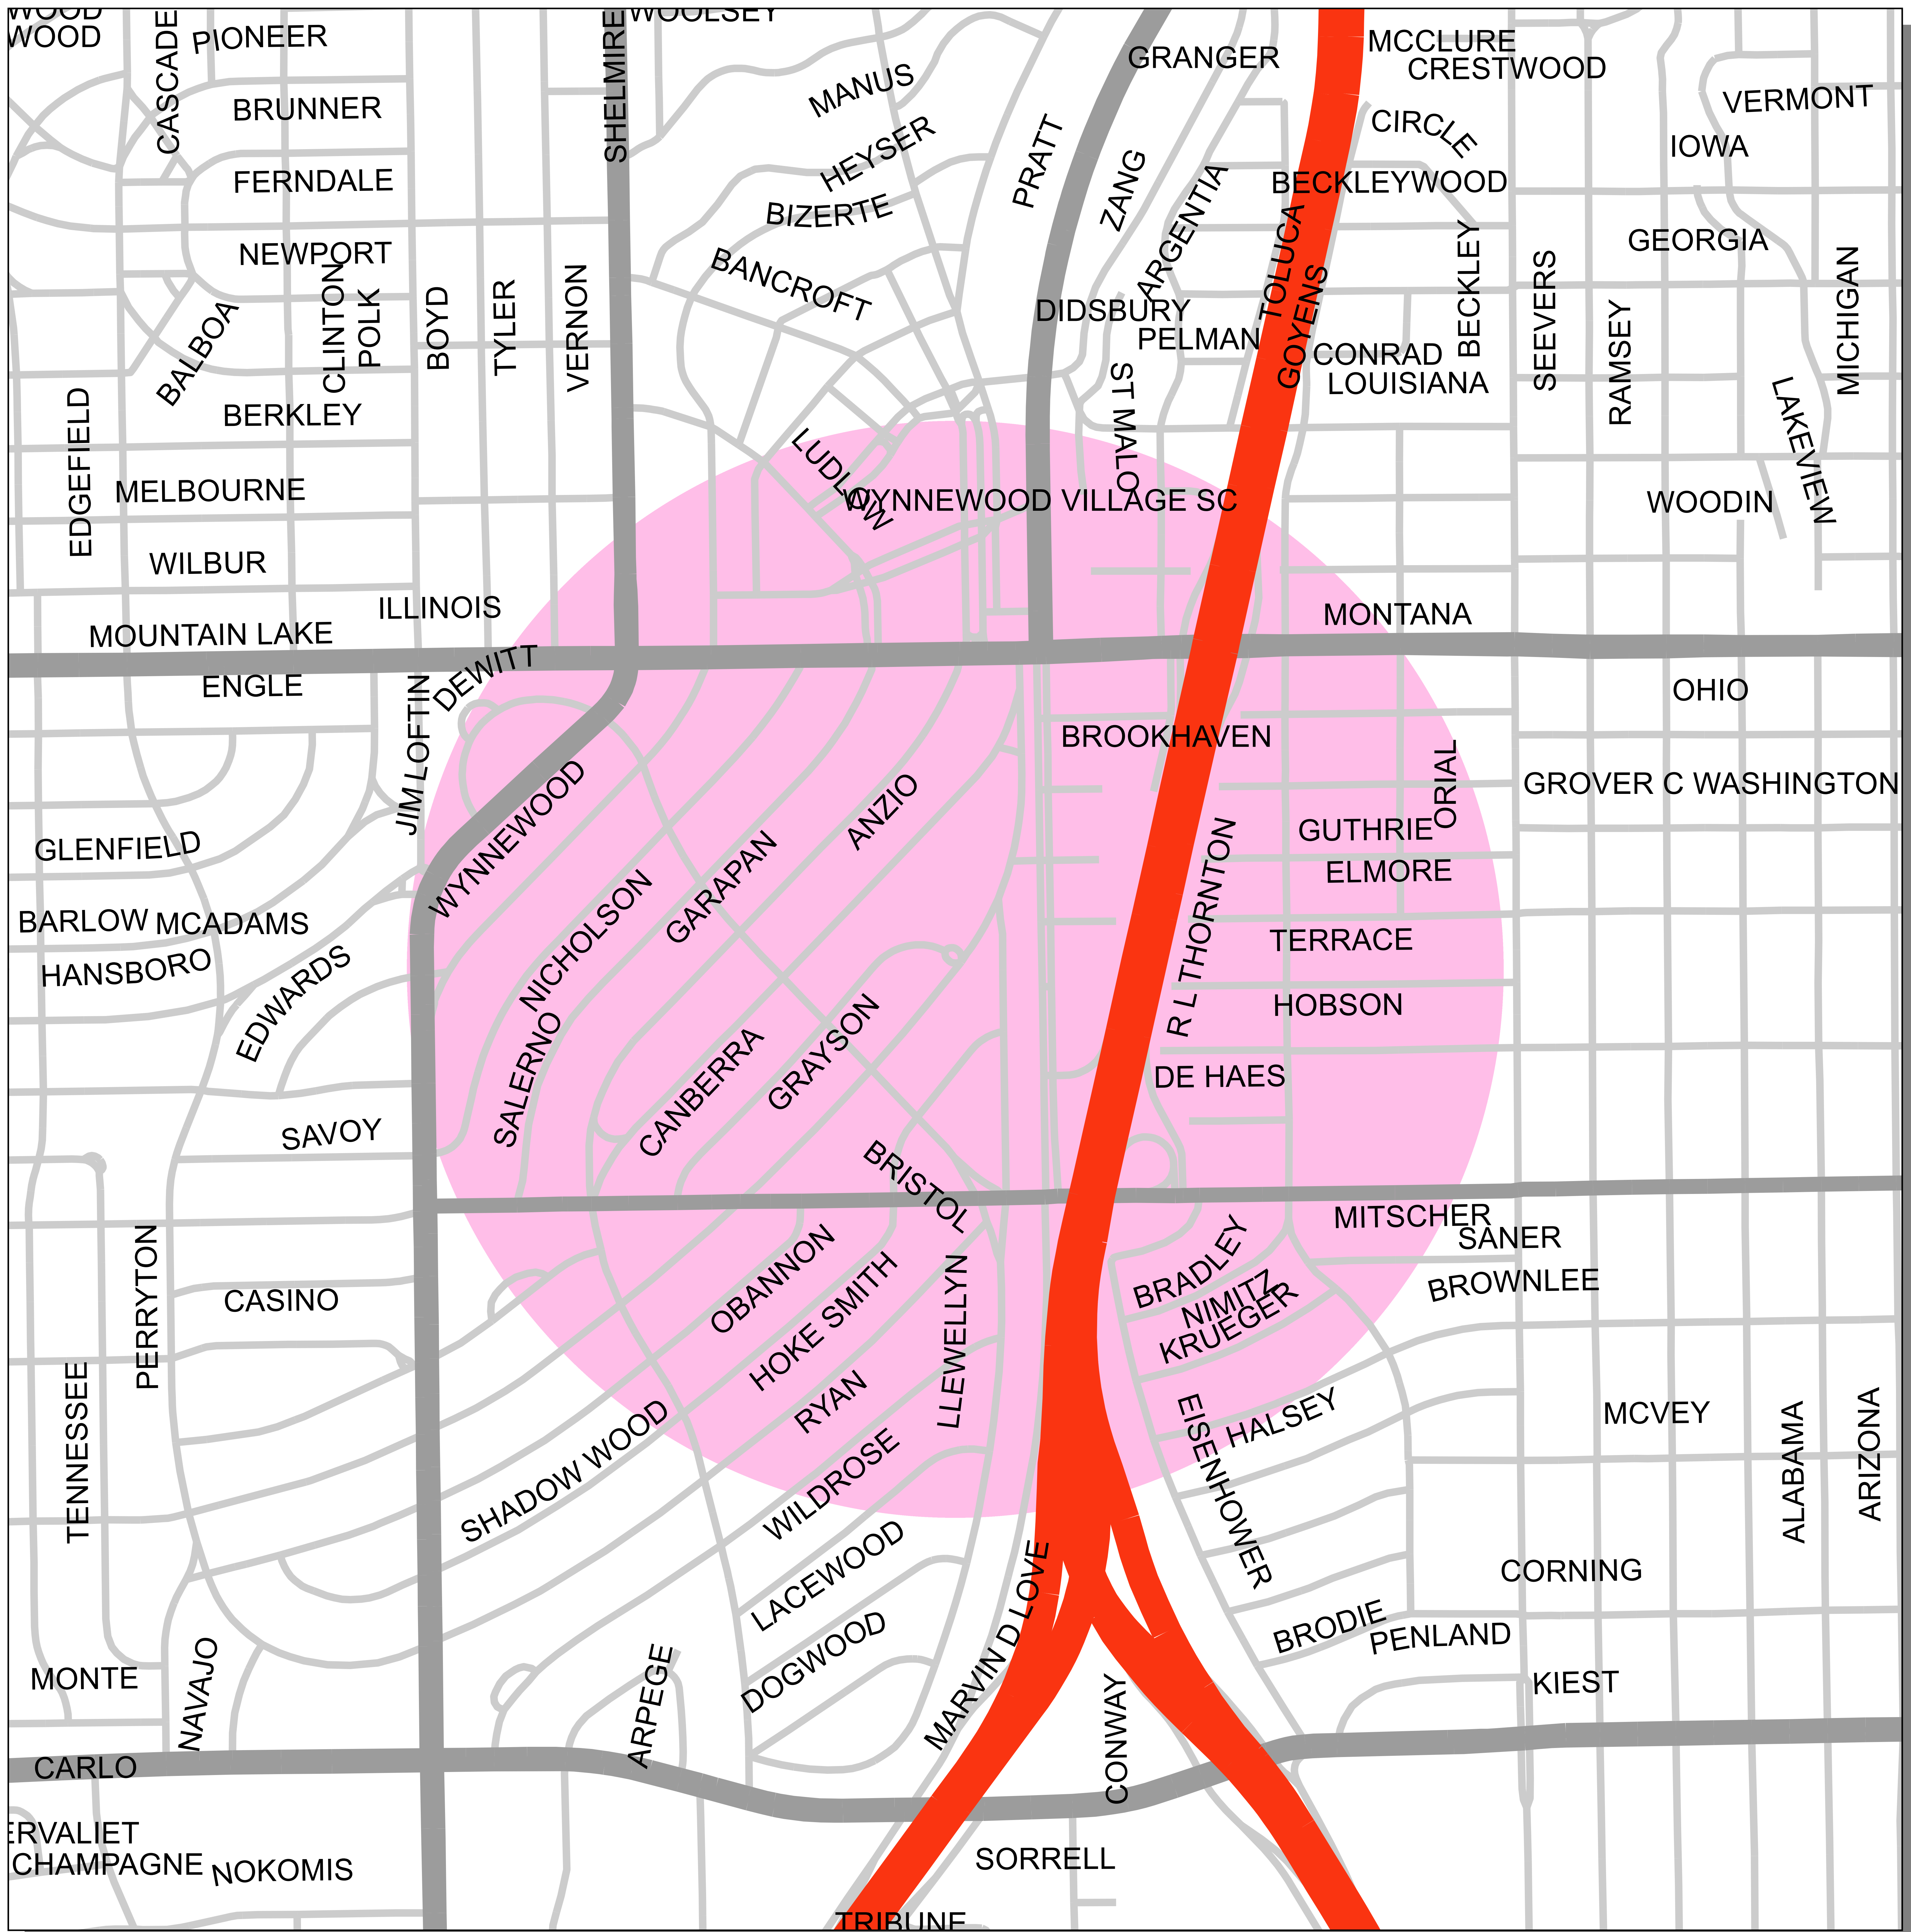 WOOD
WOOD
CASCADE
PIONEER
SHELMIRE
WOOLSEY
GRANGER
MCCLURE
CRESTWOOD
VERMONT
BRUNNER
MANUS
HEYSER
PRATT
ZANG
ARGENTIA
CIRCLE
IOWA
FERNDALE
BIZERTE
BECKLEYWOOD
NEWPORT
BANCROFT
TOLUCA
GEORGIA
BALBOA
CLINTON
POLK
BOYD
TYLER
VERNON
DIDSBURY
PELMAN
GOYENS
CONRAD
LOUISIANA
BECKLEY
SEEVERS
RAMSEY
MICHIGAN
LAKEVIEW
EDGEFIELD
BERKLEY
ST MALO
LUDLOW
MELBOURNE
WYNNEWOOD VILLAGE SC
WOODIN
WILBUR
ILLINOIS
MONTANA
MOUNTAIN LAKE
DEWITT
ENGLE
OHIO
JIM LOFTIN
BROOKHAVEN
ORIAL
GROVER C WASHINGTON
WYNNEWOOD
ANZIO
GUTHRIE
GLENFIELD
GARAPAN
R L THORNTON
ELMORE
BARLOW
MCADAMS
NICHOLSON
TERRACE
HANSBORO
EDWARDS
HOBSON
SALERNO
CANBERRA
GRAYSON
DE HAES
SAVOY
BRISTOL
MITSCHER
SANER
PERRYTON
OBANNON
HOKE SMITH
LLEWELLYN
BRADLEY
NIMITZ
KRUEGER
BROWNLEE
CASINO
TENNESSEE
SHADOW WOOD
RYAN
WILDROSE
EISENHOWER
HALSEY
MCVEY
ALABAMA
ARIZONA
LACEWOOD
MARVIN D LOVE
CORNING
DOGWOOD
BRODIE
PENLAND
MONTE
NAVAJO
ARPEGE
CONWAY
KIEST
CARLO
ERVALIET
CHAMPAGNE
NOKOMIS
SORRELL
TRIBUNE